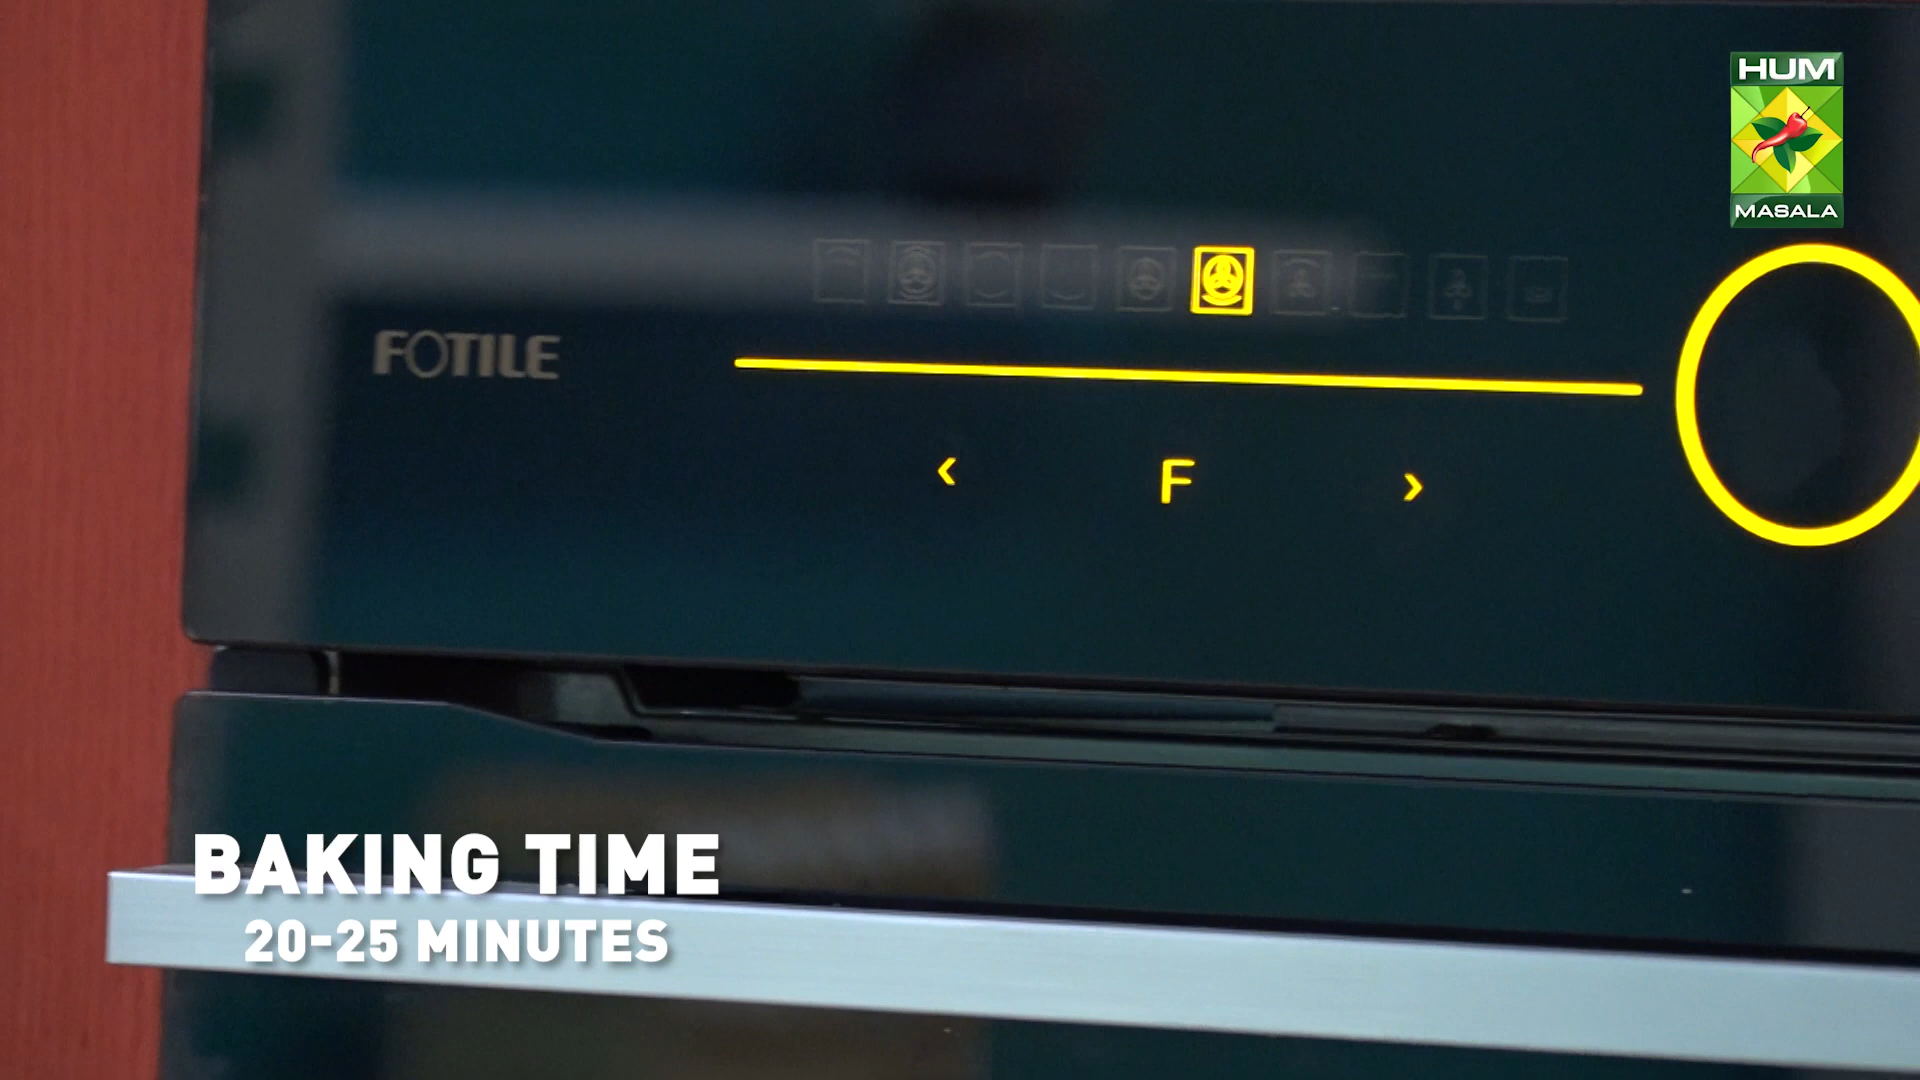 HUM
MASALA
FOTILE
‹ F ›
BAKING TIME
20-25 MINUTES